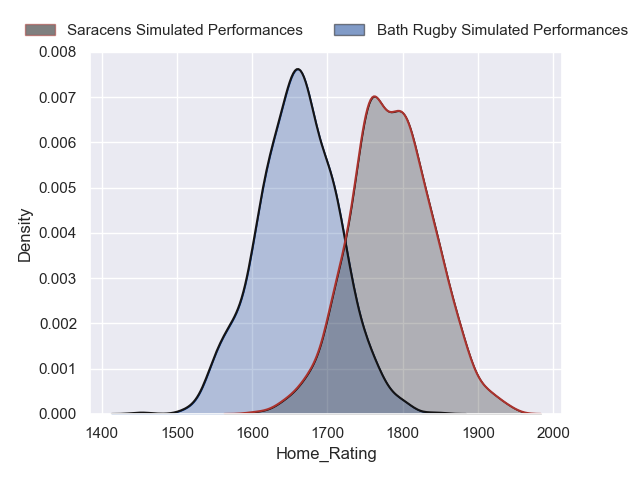 Saracens Simulated Performances
Bath Rugby Simulated Performances
0.008
0.007
0.006
0.005
0.004
0.003
0.002
0.001
0.000
Density
1400 1500 1600 1700 1800 1900 2000
Home_Rating